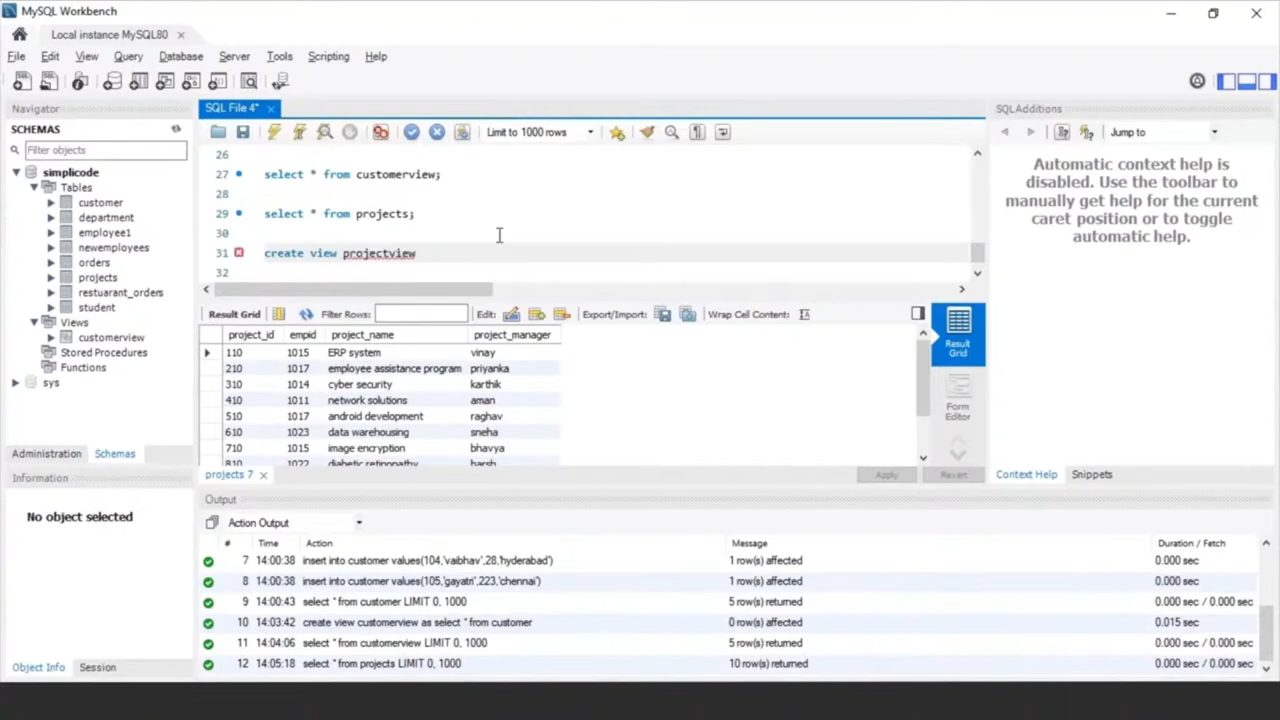 MySQL Workbench
Local instance MySQL80
File Edit View Query Database Server Tools Scripting Help
Navigator
SCHEMAS
Filter objects
simplicode
Tables
customer
department
employee1
newemployees
orders
projects
restuarant_orders
student
Views
customerview
Stored Procedures
Functions
sys
Administration Schemas
Information
No object selected
Object Info Session
SQL File 4*
Limit to 1000 rows
26
27 select * from customerview;
28
29 select * from projects;
30
31 create view projectview
32
Result Grid Filter Rows: Edit: Export/Import: Wrap Cell Content:
project_id empid project_name project_manager
110 1015 ERP system vinay
210 1017 employee assistance program priyanka
310 1014 cyber security karthik
410 1011 network solutions aman
510 1017 android development raghav
610 1023 data warehousing sneha
710 1015 image encryption bhavya
810 1022 diabetic retinopathy harsh
Result Grid
Form Editor
projects 7
Apply Revert
SQLAdditions
Jump to
Automatic context help is
disabled. Use the toolbar to
manually get help for the current
caret position or to toggle
automatic help.
Context Help Snippets
Output
Action Output
# Time Action Message Duration / Fetch
7 14:00:38 insert into customer values(104,'vaibhav',28,'hyderabad') 1 row(s) affected 0.000 sec
8 14:00:38 insert into customer values(105,'gayatri',223,'chennai') 1 row(s) affected 0.000 sec
9 14:00:43 select * from customer LIMIT 0, 1000 5 row(s) returned 0.000 sec / 0.000 sec
10 14:03:42 create view customerview as select * from customer 0 row(s) affected 0.015 sec
11 14:04:06 select * from customerview LIMIT 0, 1000 5 row(s) returned 0.000 sec / 0.000 sec
12 14:05:18 select * from projects LIMIT 0, 1000 10 row(s) returned 0.000 sec / 0.000 sec